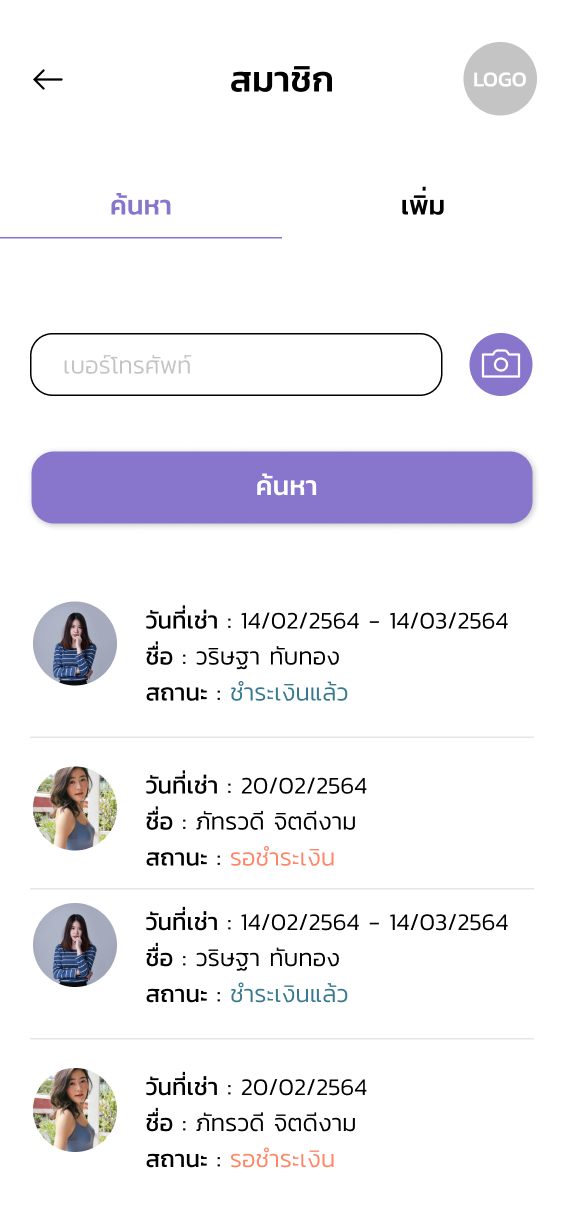 สมาชิก
LOGO
ค้นหา
เพิ่ม
เบอร์โทรศัพท์
ค้นหา
วันที่เช่า : 14/02/2564 - 14/03/2564
ชื่อ : วริษฐา ทับทอง
สถานะ : ชำระเงินแล้ว
วันที่เช่า : 20/02/2564
ชื่อ : ภัทรวดี จิตดีงาม
สถานะ : รอชำระเงิน
วันที่เช่า : 14/02/2564 - 14/03/2564
ชื่อ : วริษฐา ทับทอง
สถานะ : ชำระเงินแล้ว
วันที่เช่า : 20/02/2564
ชื่อ : ภัทรวดี จิตดีงาม
สถานะ : รอชำระเงิน